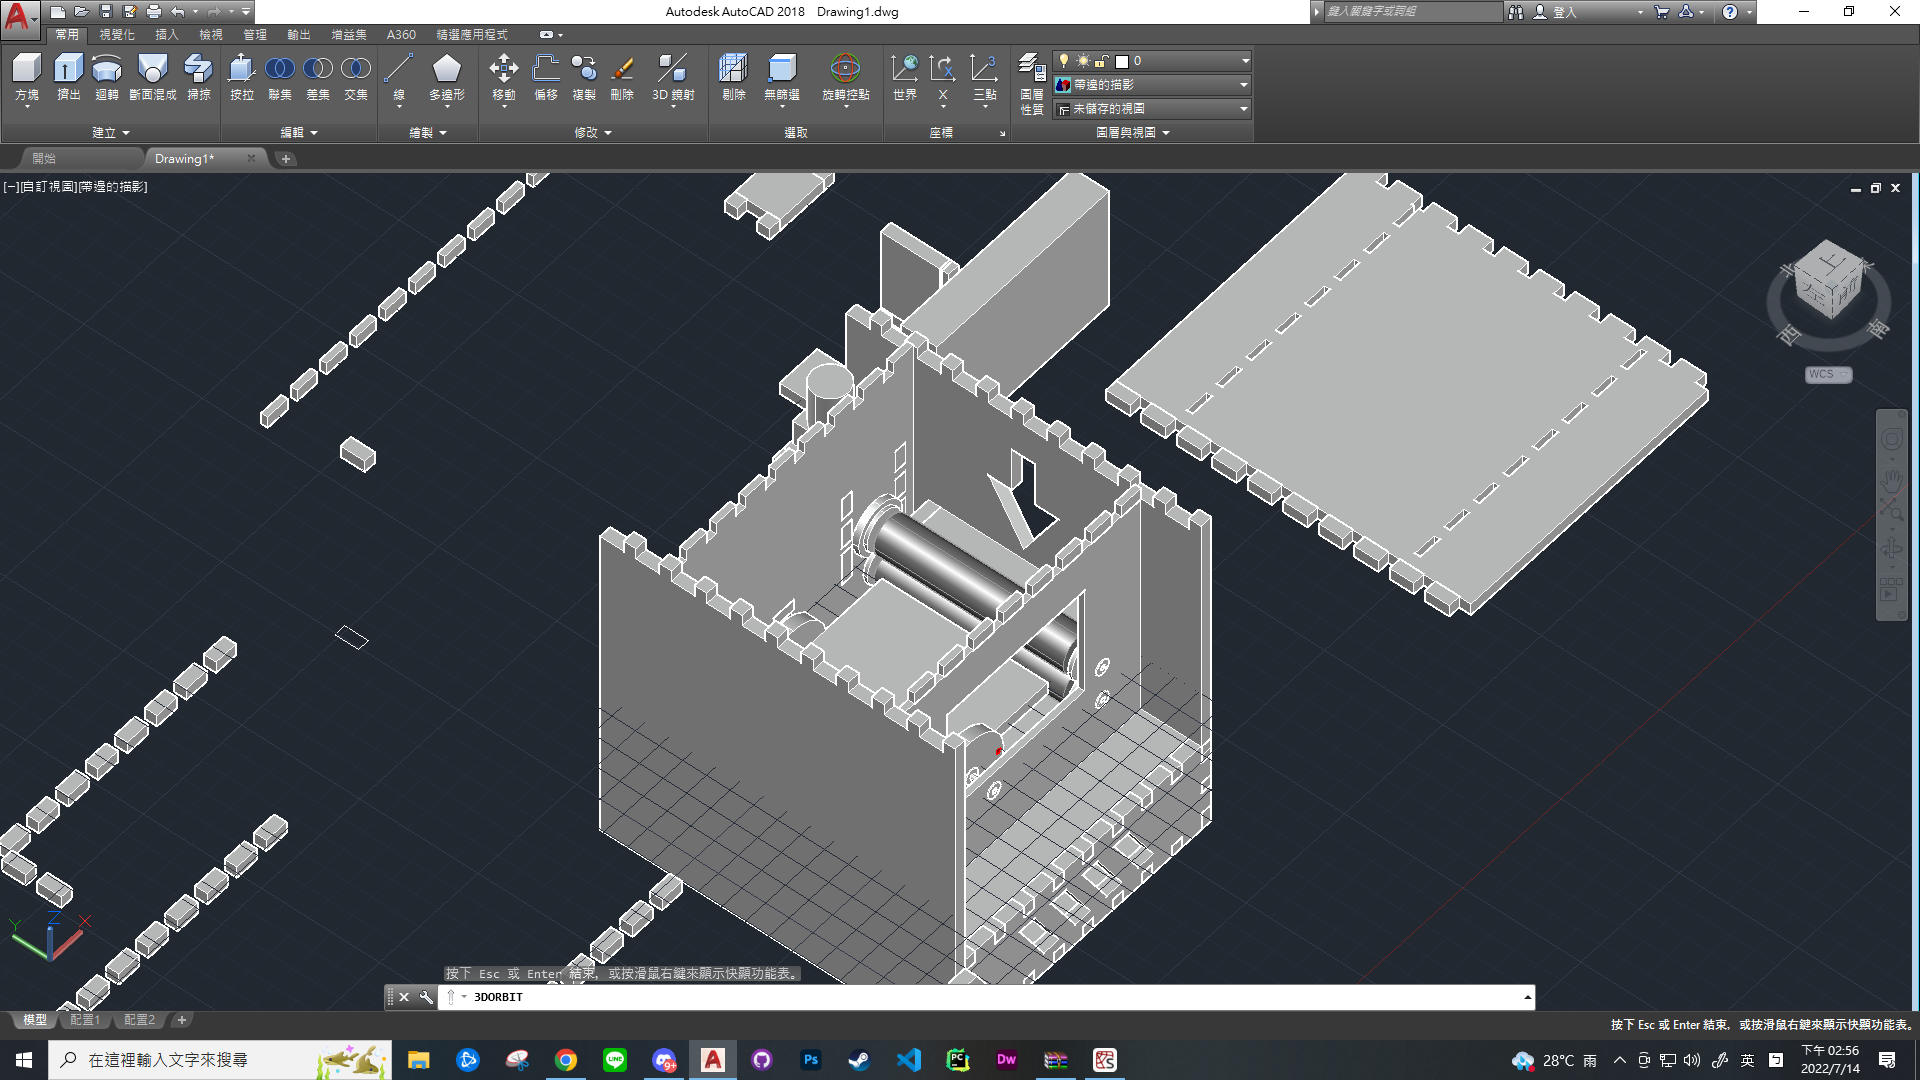 Autodesk AutoCAD 2018 Drawing1.dwg
鍵入關鍵字或詞組
登入
常用 視覺化 插入 檢視 管理 輸出 增益集 A360 精選應用程式
方塊 擠出 迴轉 斷面混成 掃掠 按拉 聯集 差集 交集 線 多邊形 移動 偏移 複製 刪除 3D 鏡射 剔除 無篩選 旋轉控點 世界 X 三點 圖層性質
0
帶邊的描影
未儲存的視圖
建立 編輯 繪製 修改 選取 座標 圖層與視圖
開始 Drawing1*
[−][自訂視圖][帶邊的描影]
上
北
西
南
WCS
Y Z X
按下 Esc 或 Enter 結束, 或按滑鼠右鍵來顯示快顯功能表。
3DORBIT
模型 配置1 配置2
按下 Esc 或 Enter 結束, 或按滑鼠右鍵來顯示快顯功能表。
在這裡輸入文字來搜尋
LINE
9+
A
Ps
PC
Dw
28°C 雨
英
下午 02:56
2022/7/14